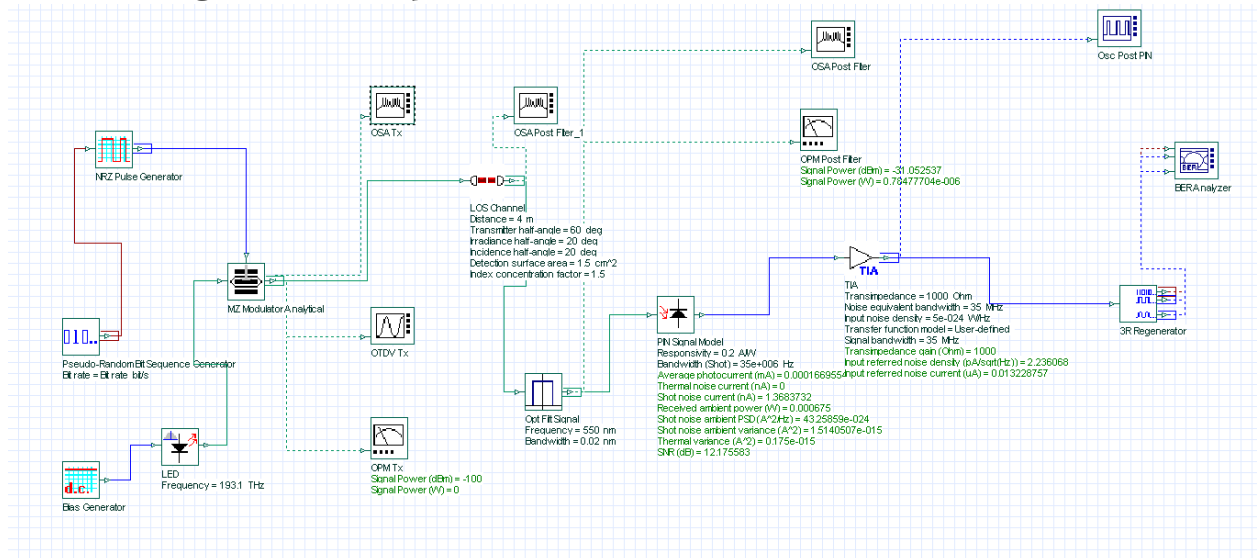 OSA Post Filter
Osc Post PIN
OSA Tx
OSA Post Filter_1
NRZ Pulse Generator
OPM Post Filter
Signal Power (dBm) = -31.052537
Signal Power (W) = 0.78477704e-006
BER
BER Analyzer
LOS Channel
Distance = 4 m
Transmitter half-angle = 60 deg
Irradiance half-angle = 20 deg
Incidence half-angle = 20 deg
Detection surface area = 1.5 cm^2
Index concentration factor = 1.5
MZ Modulator Analytical
TIA
TIA
Transimpedance = 1000 Ohm
Noise equivalent bandwidth = 35 MHz
Input noise density = 5e-024 W/Hz
Transfer function model = User-defined
Signal bandwidth = 35 MHz
Transimpedance gain (Ohm) = 1000
Input referred noise density (pA/sqrt(Hz)) = 2.236068
Input referred noise current (uA) = 0.013228757
3R Regenerator
OTDV Tx
PIN Signal Model
Responsivity = 0.2 A/W
Bandwidth (Shot) = 35e+006 Hz
Average photocurrent (mA) = 0.000166955
Thermal noise current (nA) = 0
Shot noise current (nA) = 1.3683732
Received ambient power (W) = 0.000675
Shot noise ambient PSD (A^2/Hz) = 43.25859e-024
Shot noise ambient variance (A^2) = 1.5140507e-015
Thermal variance (A^2) = 0.175e-015
SNR (dB) = 12.175583
Pseudo-Random Bit Sequence Generator
Bit rate = Bit rate bit/s
Opt Filt Signal
Frequency = 550 nm
Bandwidth = 0.02 nm
LED
Frequency = 193.1 THz
OPM Tx
Signal Power (dBm) = -100
Signal Power (W) = 0
d.c.
Bias Generator